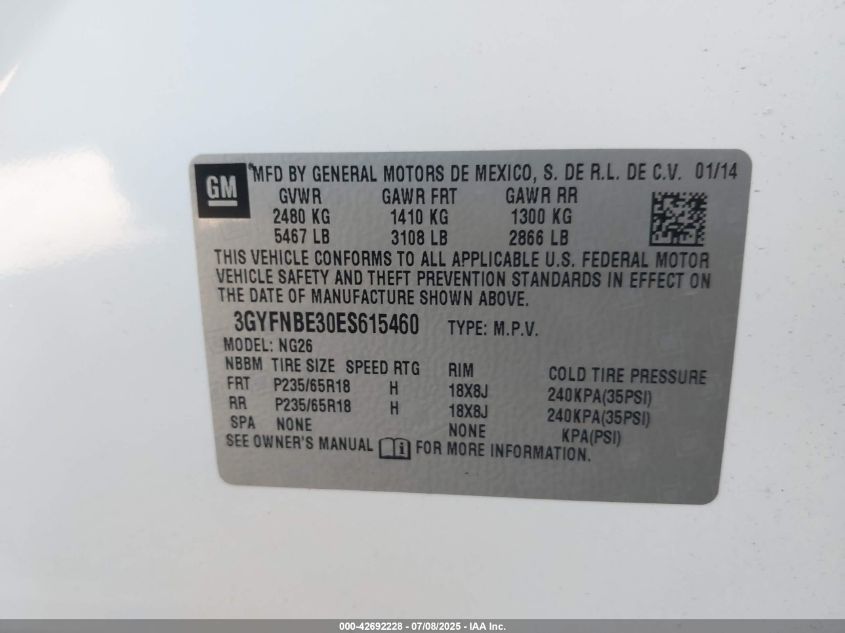 GM
MFD BY GENERAL MOTORS DE MEXICO, S. DE R.L. DE C.V. 01/14
GVWR GAWR FRT GAWR RR
2480 KG 1410 KG 1300 KG
5467 LB 3108 LB 2866 LB
THIS VEHICLE CONFORMS TO ALL APPLICABLE U.S. FEDERAL MOTOR
VEHICLE SAFETY AND THEFT PREVENTION STANDARDS IN EFFECT ON
THE DATE OF MANUFACTURE SHOWN ABOVE.
3GYFNBE30ES615460 TYPE: M.P.V.
MODEL: NG26
NBBM TIRE SIZE SPEED RTG RIM COLD TIRE PRESSURE
FRT P235/65R18 H 18X8J 240KPA(35PSI)
RR P235/65R18 H 18X8J 240KPA(35PSI)
SPA NONE NONE KPA(PSI)
SEE OWNER'S MANUAL i FOR MORE INFORMATION.
000-42692228 - 07/08/2025 - IAA Inc.